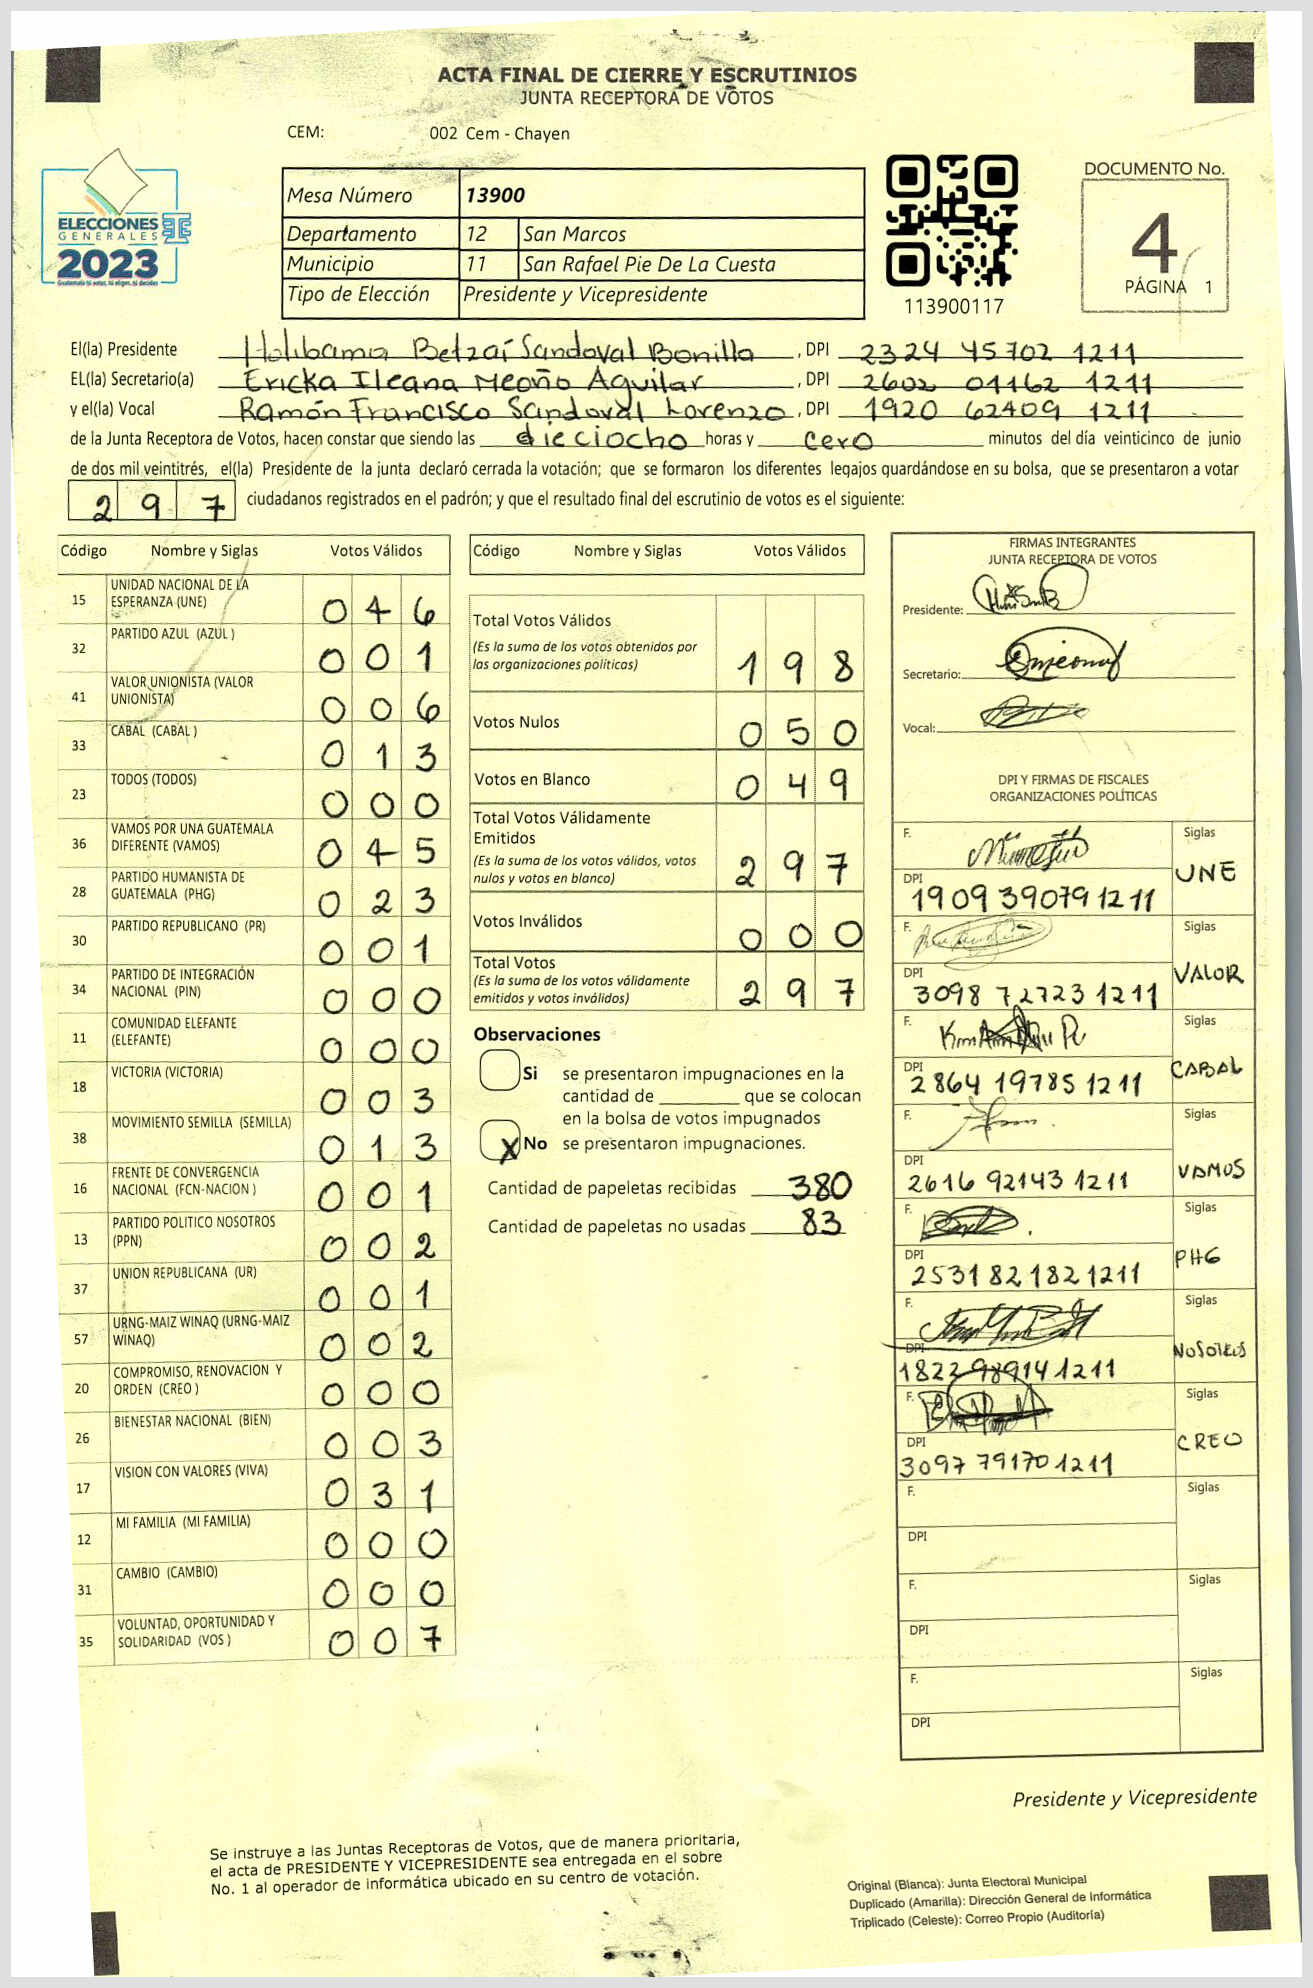 ACTA FINAL DE CIERRE Y ESCRUTINIOS
JUNTA RECEPTORA DE VOTOS
CEM: 002 Cem - Chayen
ELECCIONES
GENERALES
2023
Guatemala tú votas, tú eliges, tú decides
Mesa Número 13900
Departamento 12 San Marcos
Municipio 11 San Rafael Pie De La Cuesta
Tipo de Elección Presidente y Vicepresidente
113900117
DOCUMENTO No.
4
PÁGINA 1
El(la) Presidente Holibama Betzaí Sandoval Bonilla, DPI 2324 45702 1211
EL(la) Secretario(a) Ericka Ileana Meoño Aguilar, DPI 2602 01162 1211
y el(la) Vocal Ramón Francisco Sandoval Lorenzo, DPI 1920 62409 1211
de la Junta Receptora de Votos, hacen constar que siendo las dieciocho horas y cero minutos del día veinticinco de junio
de dos mil veintitrés, el(la) Presidente de la junta declaró cerrada la votación; que se formaron los diferentes legajos guardándose en su bolsa, que se presentaron a votar
2 9 7 ciudadanos registrados en el padrón; y que el resultado final del escrutinio de votos es el siguiente:
Código Nombre y Siglas Votos Válidos
15 UNIDAD NACIONAL DE LA ESPERANZA (UNE) 0 4 6
32 PARTIDO AZUL (AZUL ) 0 0 1
41 VALOR UNIONISTA (VALOR UNIONISTA) 0 0 6
33 CABAL (CABAL ) 0 1 3
23 TODOS (TODOS) 0 0 0
36 VAMOS POR UNA GUATEMALA DIFERENTE (VAMOS) 0 4 5
28 PARTIDO HUMANISTA DE GUATEMALA (PHG) 0 2 3
30 PARTIDO REPUBLICANO (PR) 0 0 1
34 PARTIDO DE INTEGRACIÓN NACIONAL (PIN) 0 0 0
11 COMUNIDAD ELEFANTE (ELEFANTE) 0 0 0
18 VICTORIA (VICTORIA) 0 0 3
38 MOVIMIENTO SEMILLA (SEMILLA) 0 1 3
16 FRENTE DE CONVERGENCIA NACIONAL (FCN-NACION ) 0 0 1
13 PARTIDO POLITICO NOSOTROS (PPN) 0 0 2
37 UNION REPUBLICANA (UR) 0 0 1
57 URNG-MAIZ WINAQ (URNG-MAIZ WINAQ) 0 0 2
20 COMPROMISO, RENOVACION Y ORDEN (CREO ) 0 0 0
26 BIENESTAR NACIONAL (BIEN) 0 0 3
17 VISION CON VALORES (VIVA) 0 3 1
12 MI FAMILIA (MI FAMILIA) 0 0 0
31 CAMBIO (CAMBIO) 0 0 0
35 VOLUNTAD, OPORTUNIDAD Y SOLIDARIDAD (VOS ) 0 0 7
Código Nombre y Siglas Votos Válidos
Total Votos Válidos
(Es la suma de los votos obtenidos por
las organizaciones políticas) 1 9 8
Votos Nulos 0 5 0
Votos en Blanco 0 4 9
Total Votos Válidamente
Emitidos
(Es la suma de los votos válidos, votos
nulos y votos en blanco) 2 9 7
Votos Inválidos 0 0 0
Total Votos
(Es la suma de los votos válidamente
emitidos y votos inválidos) 2 9 7
Observaciones
Si se presentaron impugnaciones en la
cantidad de ________ que se colocan
en la bolsa de votos impugnados
X No se presentaron impugnaciones.
Cantidad de papeletas recibidas 380
Cantidad de papeletas no usadas 83
FIRMAS INTEGRANTES
JUNTA RECEPTORA DE VOTOS
Presidente:
Secretario:
Vocal:
DPI Y FIRMAS DE FISCALES
ORGANIZACIONES POLÍTICAS
F. Siglas
UNE
DPI
1909 39079 1211
F. Siglas
VALOR
DPI
3098 72723 1211
F. Siglas
CABAL
DPI
2864 19785 1211
F. Siglas
VAMOS
DPI
2616 92143 1211
F. Siglas
PHG
DPI
2531 82182 1211
F. Siglas
NOSOTROS
DPI
1822 98914 1211
F. Siglas
CREO
DPI
3097 79170 1211
F. Siglas
DPI
F. Siglas
DPI
F. Siglas
DPI
Presidente y Vicepresidente
Se instruye a las Juntas Receptoras de Votos, que de manera prioritaria,
el acta de PRESIDENTE Y VICEPRESIDENTE sea entregada en el sobre
No. 1 al operador de informática ubicado en su centro de votación.
Original (Blanca): Junta Electoral Municipal
Duplicado (Amarilla): Dirección General de Informática
Triplicado (Celeste): Correo Propio (Auditoría)